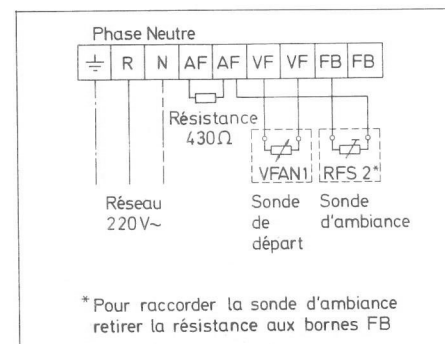 Phase Neutre
R N AF AF VF VF FB FB
Résistance
430Ω
VFAN1 RFS 2*
Réseau
220V~
Sonde
de
départ
Sonde
d'ambiance
* Pour raccorder la sonde d'ambiance
retirer la résistance aux bornes FB